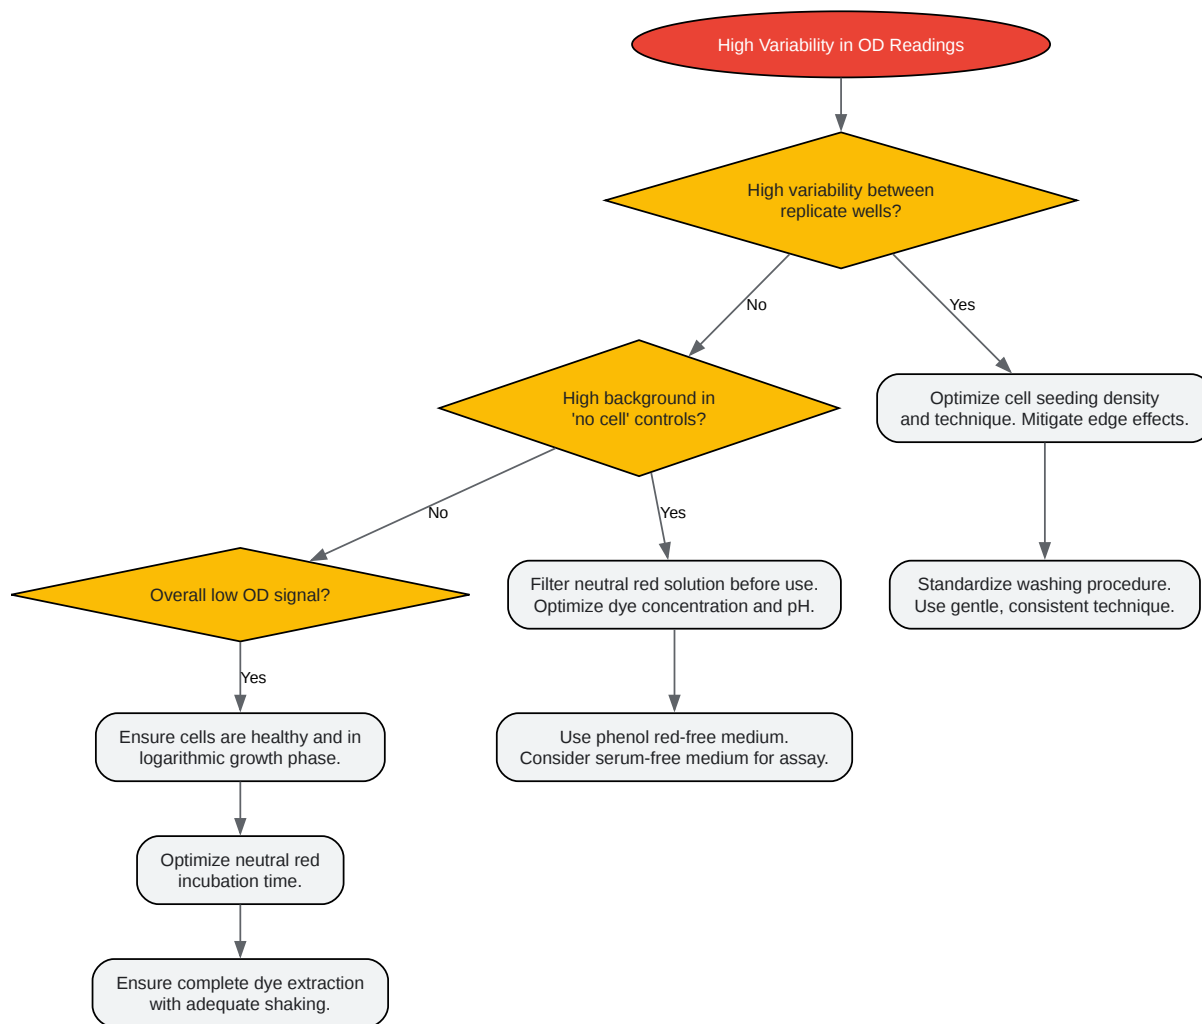 High Variability in OD Readings
High variability between
replicate wells?
No
Yes
High background in
'no cell' controls?
Optimize cell seeding density
and technique. Mitigate edge effects.
No
Yes
Overall low OD signal?
Filter neutral red solution before use.
Optimize dye concentration and pH.
Standardize washing procedure.
Use gentle, consistent technique.
Yes
Ensure cells are healthy and in
logarithmic growth phase.
Use phenol red-free medium.
Consider serum-free medium for assay.
Optimize neutral red
incubation time.
Ensure complete dye extraction
with adequate shaking.